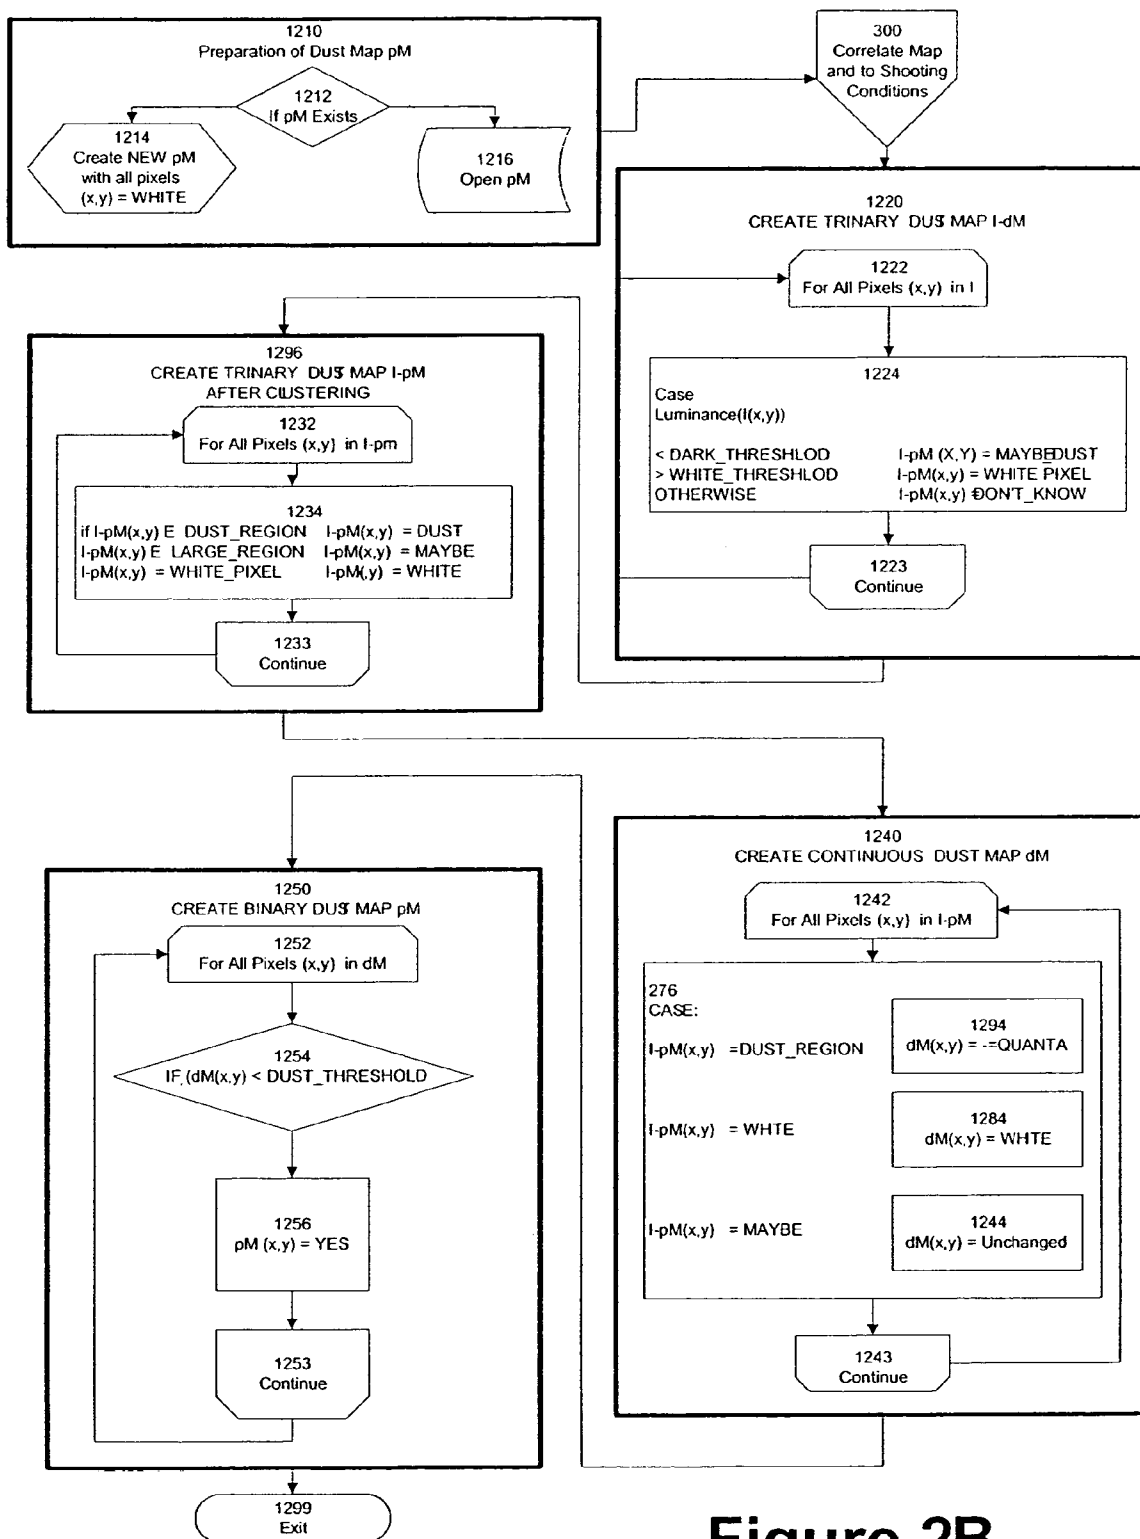 1210
Preparation of Dust Map pM
1212
If pM Exists
1214
Create NEW pM
with all pixels
(x,y) = WHITE
1216
Open pM
300
Correlate Map
and to Shooting
Conditions
1220
CREATE TRINARY DUST MAP I-dM
1222
For All Pixels (x,y) in I
1224
Case
Luminance(I(x,y))
< DARK_THRESHLOD I-pM (X,Y) = MAYBE_DUST
> WHITE_THRESHLOD I-pM(x,y) = WHITE PIXEL
OTHERWISE I-pM(x,y) =DON'T_KNOW
1223
Continue
1296
CREATE TRINARY DUST MAP I-pM
AFTER CLUSTERING
1232
For All Pixels (x,y) in I-pm
1234
if I-pM(x,y) E DUST_REGION I-pM(x,y) = DUST
I-pM(x,y) E LARGE_REGION I-pM(x,y) = MAYBE
I-pM(x,y) = WHITE_PIXEL I-pM(,y) = WHITE
1233
Continue
1240
CREATE CONTINUOUS DUST MAP dM
1242
For All Pixels (x,y) in I-pM
276
CASE:
I-pM(x,y) =DUST_REGION
1294
dM(x,y) = -=QUANTA
I-pM(x,y) = WHTE
1284
dM(x,y) = WHTE
I-pM(x,y) = MAYBE
1244
dM(x,y) = Unchanged
1243
Continue
1250
CREATE BINARY DUST MAP pM
1252
For All Pixels (x,y) in dM
1254
IF, (dM(x,y) < DUST_THRESHOLD
1256
pM (x,y) = YES
1253
Continue
1299
Exit
Figure 2B